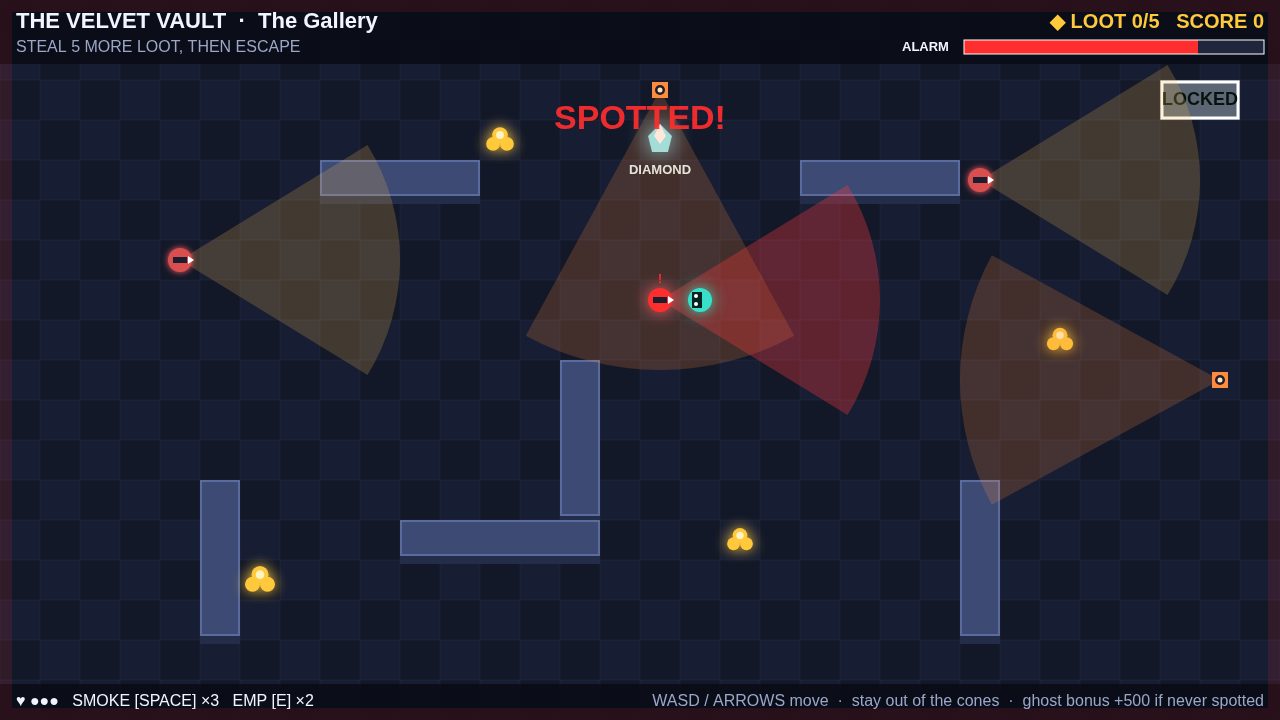 THE VELVET VAULT · The Gallery
◆ LOOT 0/5 SCORE 0
STEAL 5 MORE LOOT, THEN ESCAPE
ALARM
LOCKED
SPOTTED!
DIAMOND
!
♥ ●●● SMOKE [SPACE] ×3 EMP [E] ×2
WASD / ARROWS move · stay out of the cones · ghost bonus +500 if never spotted